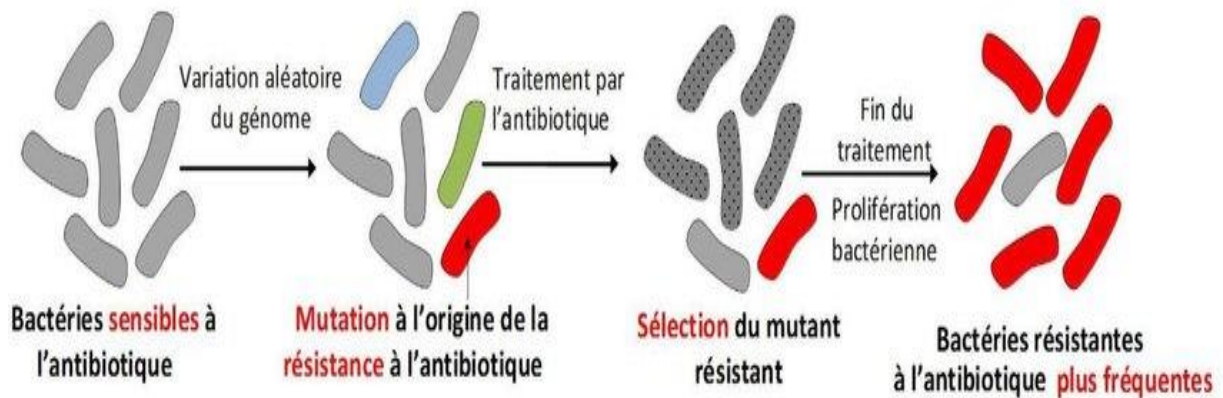 Variation aléatoire
du génome
Traitement par
l'antibiotique
Fin du
traitement
Prolifération
bactérienne
Bactéries sensibles à
l'antibiotique
Mutation à l'origine de la
résistance à l'antibiotique
Sélection du mutant
résistant
Bactéries résistantes
à l'antibiotique plus fréquentes